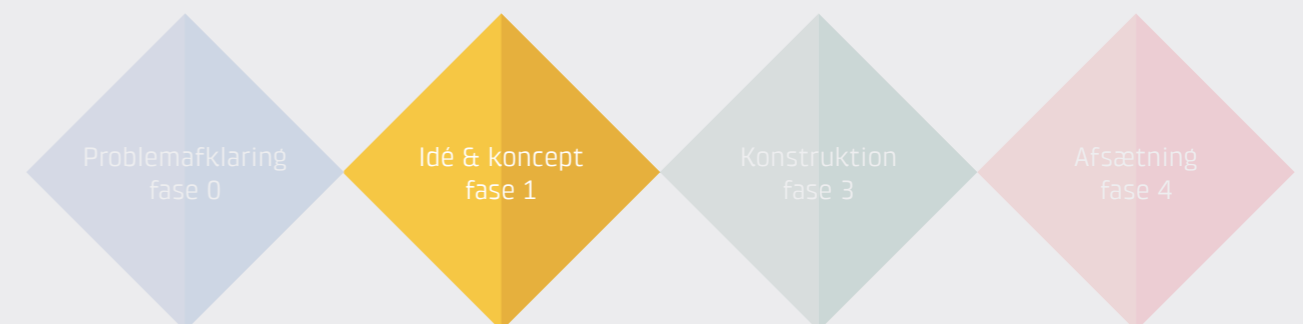 Problemafklaring
fase 0
Idé & koncept
fase 1
Konstruktion
fase 3
Afsætning
fase 4